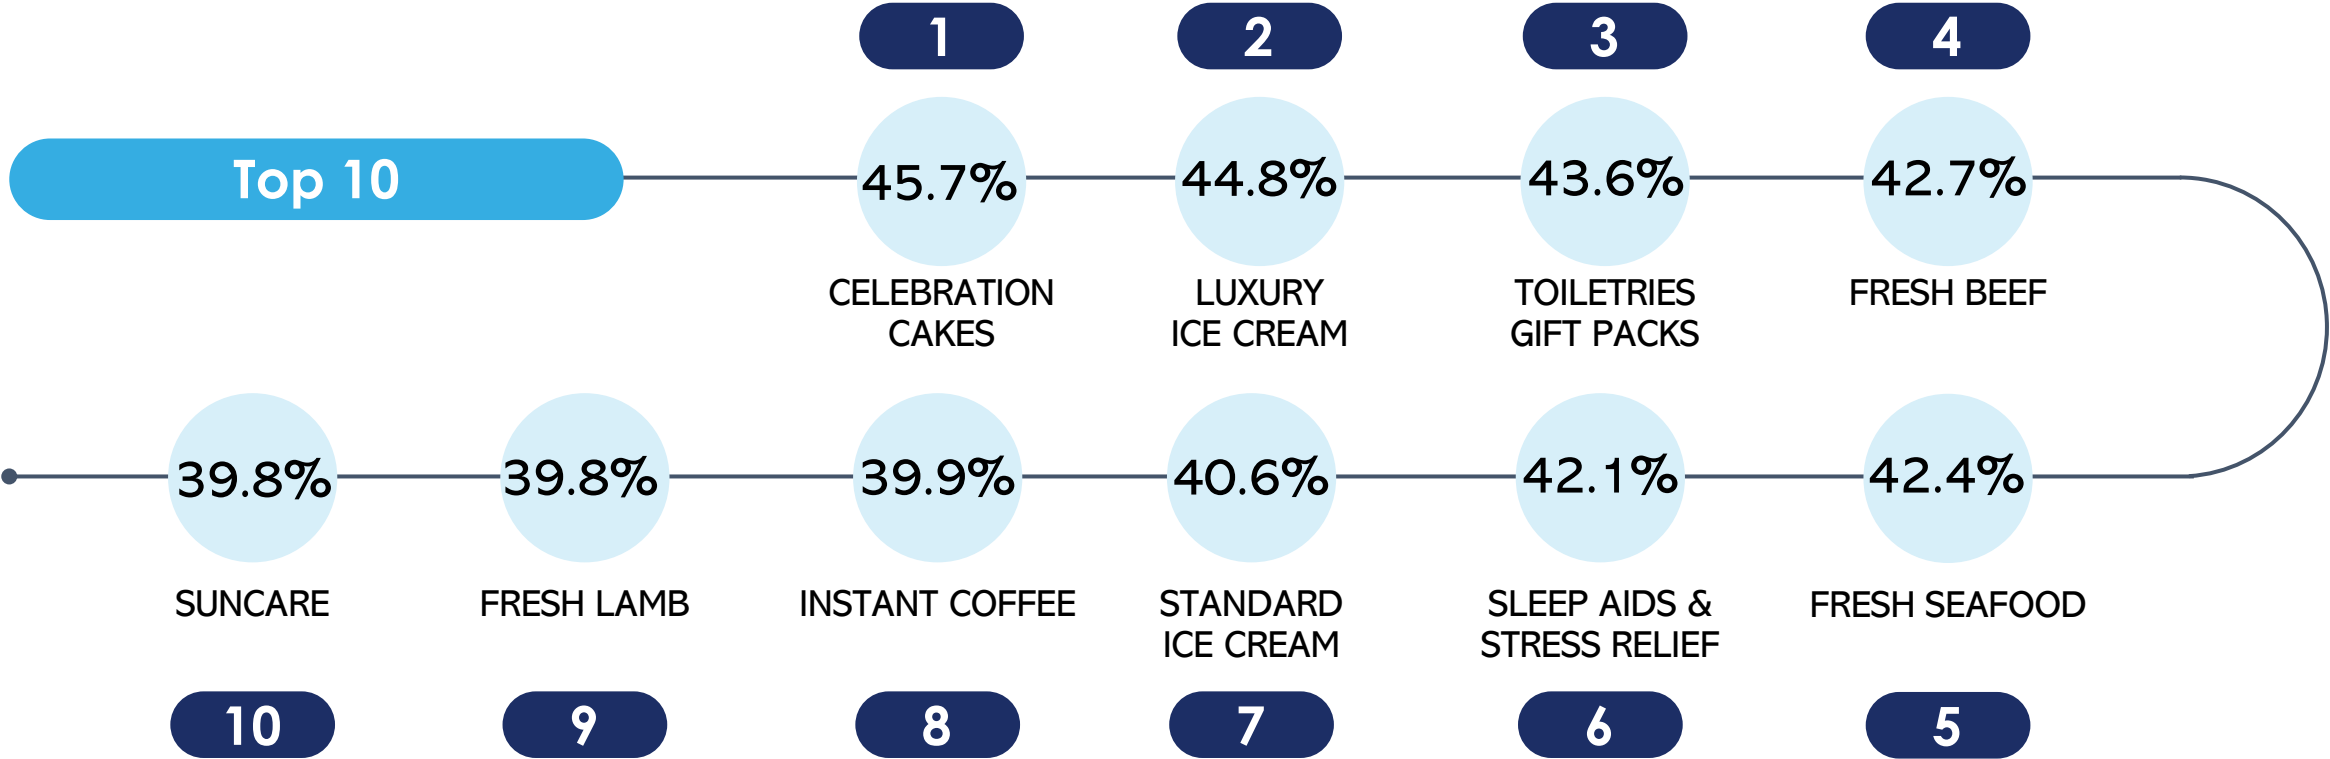 1
2
3
4
Top 10
45.7%
44.8%
43.6%
42.7%
CELEBRATION
CAKES
LUXURY
ICE CREAM
TOILETRIES
GIFT PACKS
FRESH BEEF
39.8%
39.8%
39.9%
40.6%
42.1%
42.4%
SUNCARE
FRESH LAMB
INSTANT COFFEE
STANDARD
ICE CREAM
SLEEP AIDS &
STRESS RELIEF
FRESH SEAFOOD
10
9
8
7
6
5